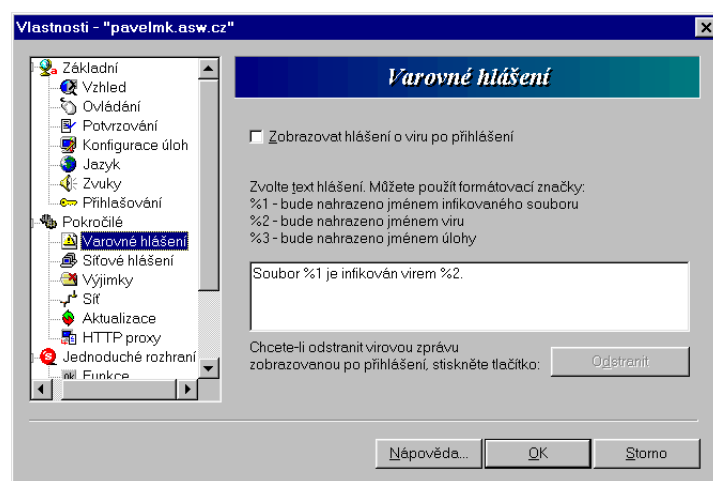 Vlastnosti - "pavelmk.asw.cz"
Základní
Vzhled
Ovládání
Potvrzování
Konfigurace úloh
Jazyk
Zvuky
Přihlašování
Pokročilé
Varovné hlášení
Síťové hlášení
Výjimky
Síť
Aktualizace
HTTP proxy
Jednoduché rozhraní
ok Funkce
Varovné hlášení
Zobrazovat hlášení o viru po přihlášení
Zvolte text hlášení. Můžete použít formátovací značky:
%1 - bude nahrazeno jménem infikovaného souboru
%2 - bude nahrazeno jménem viru
%3 - bude nahrazeno jménem úlohy
Soubor %1 je infikován virem %2.
Chcete-li odstranit virovou zprávu
zobrazovanou po přihlášení, stiskněte tlačítko:
Odstranit
Nápověda...
OK
Storno